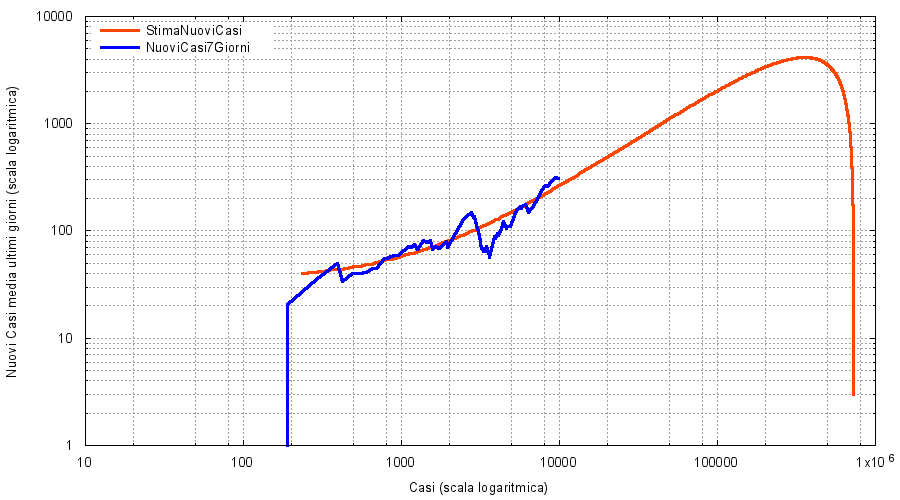 10000
StimaNuoviCasi
NuoviCasi7Giorni
1000
100
10
1
Nuovi Casi media ultimi giorni (scala logaritmica)
10 100 1000 10000 100000 1x10 6
Casi (scala logaritmica)